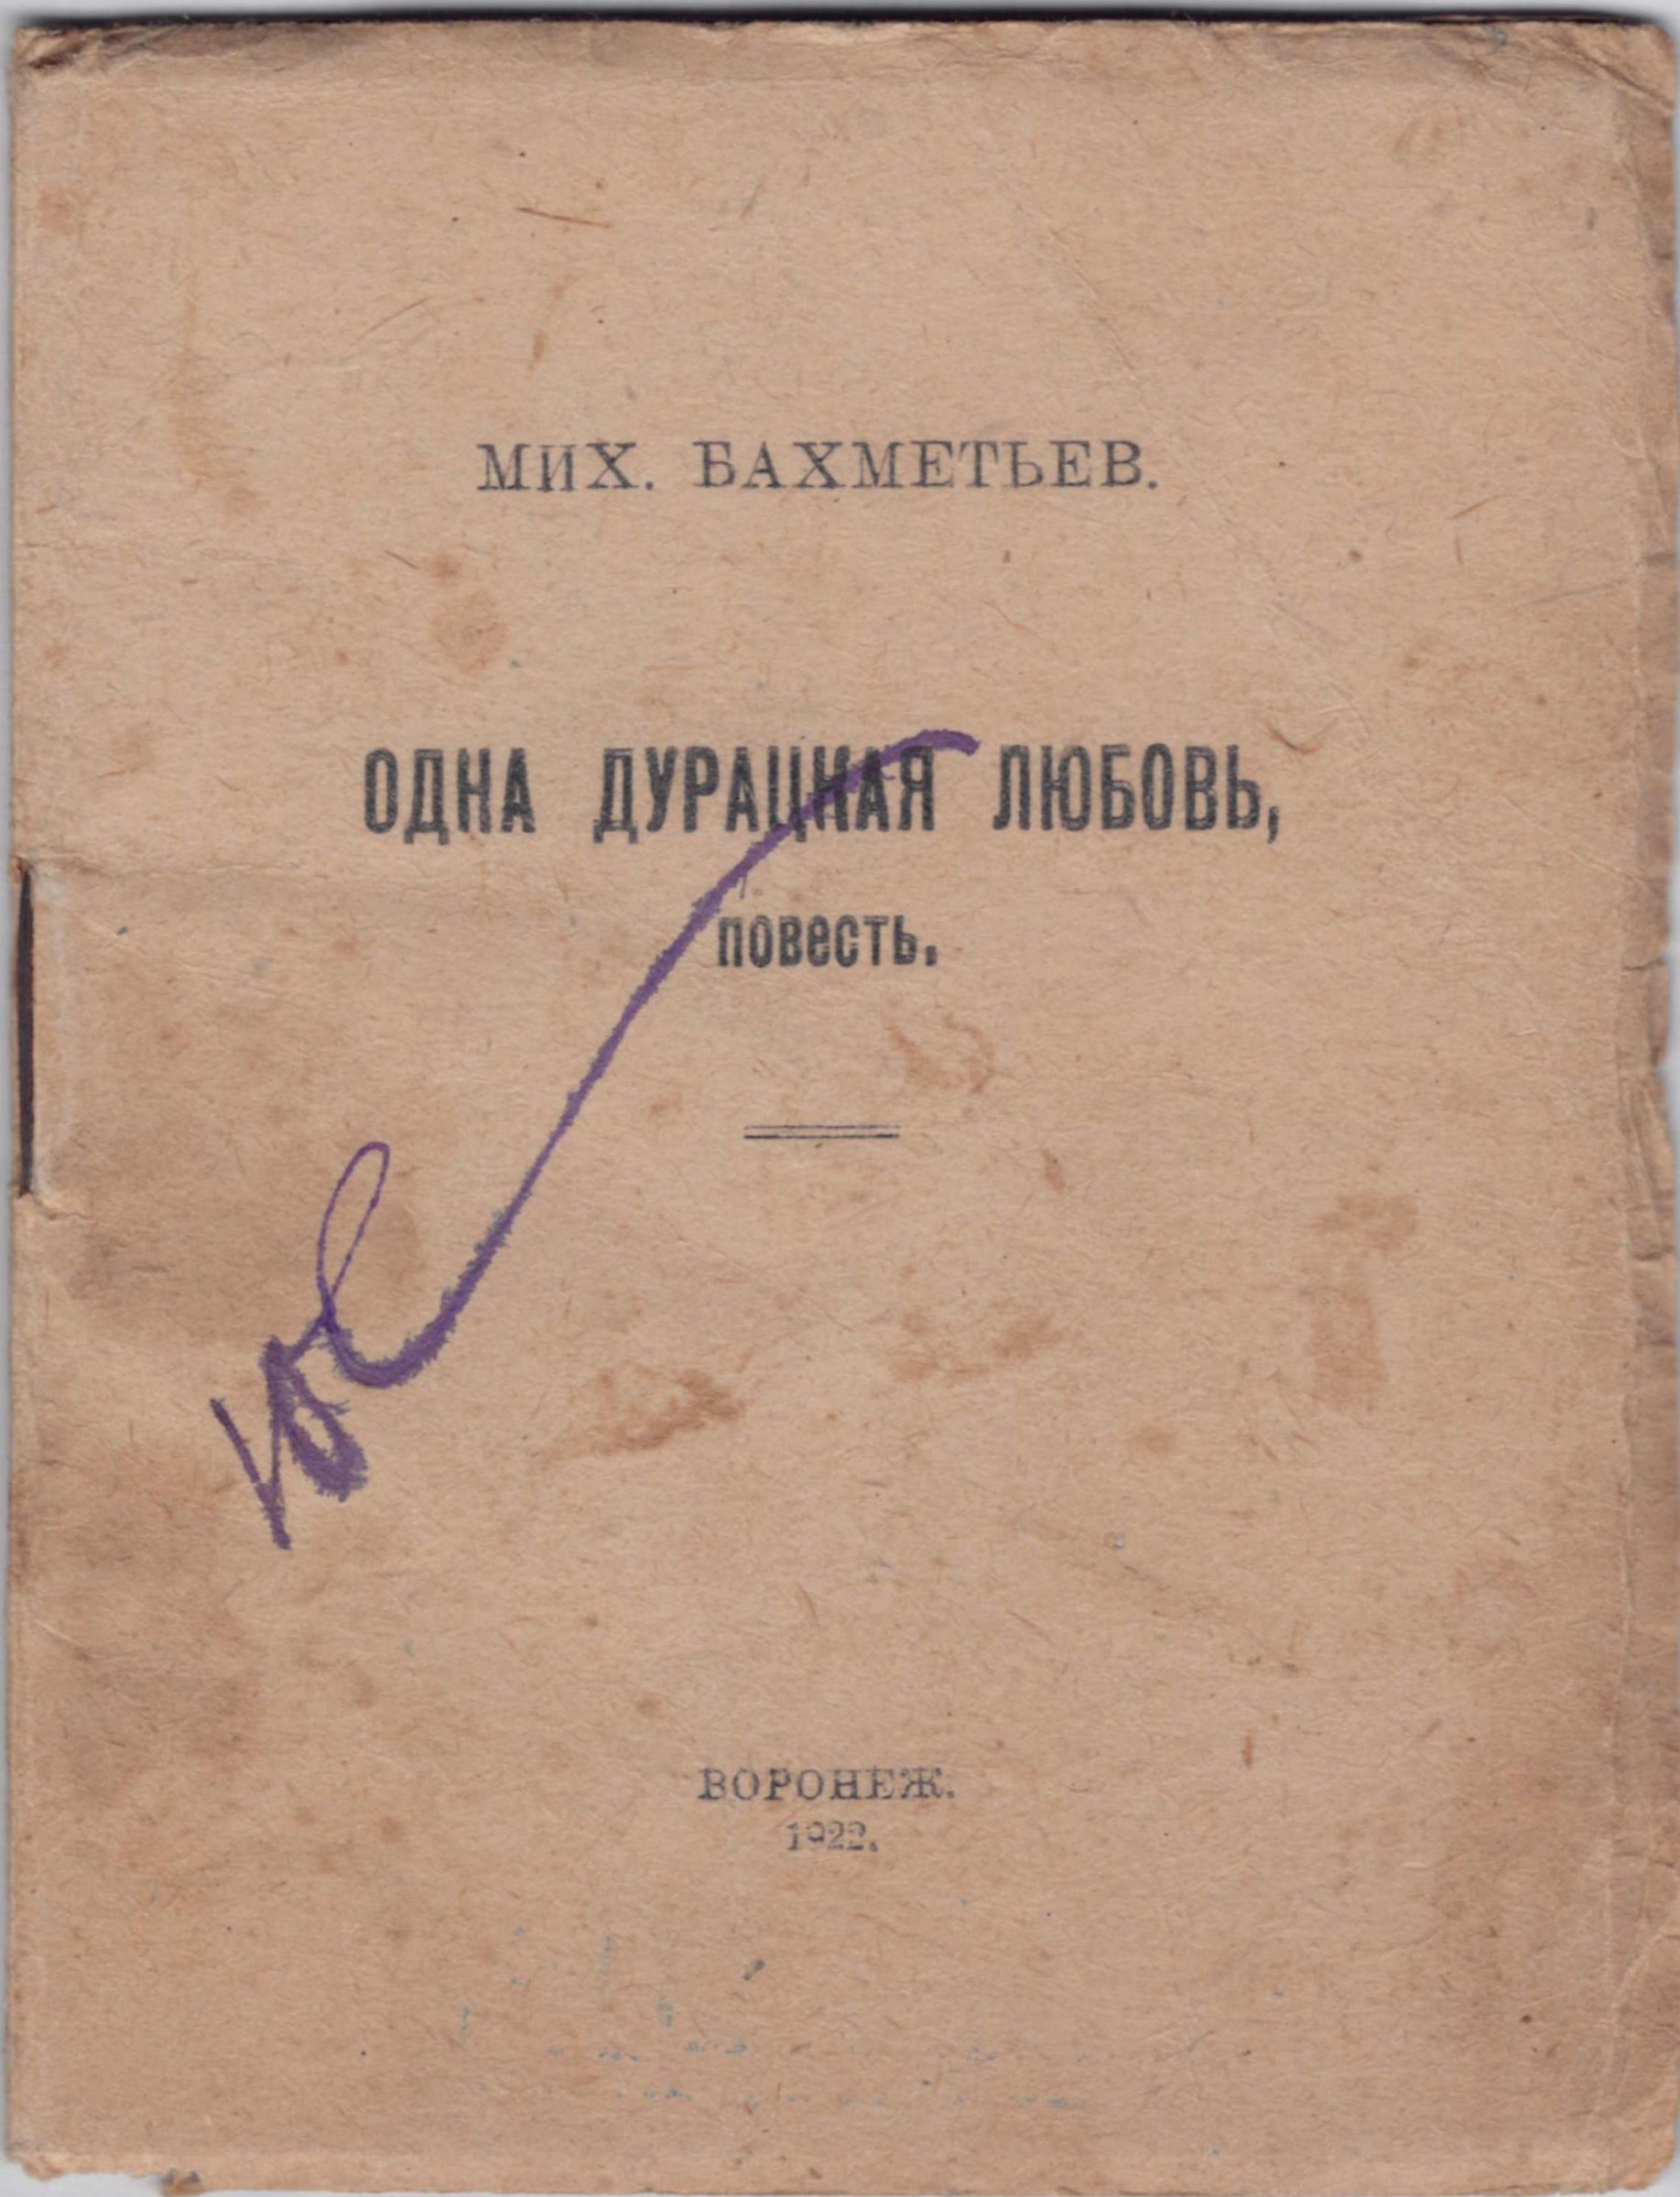 МИХ. БАХМЕТЬЕВ.
ОДНА ДУРАЦКАЯ ЛЮБОВЬ,
повесть.
ВОРОНЕЖ.
1922.